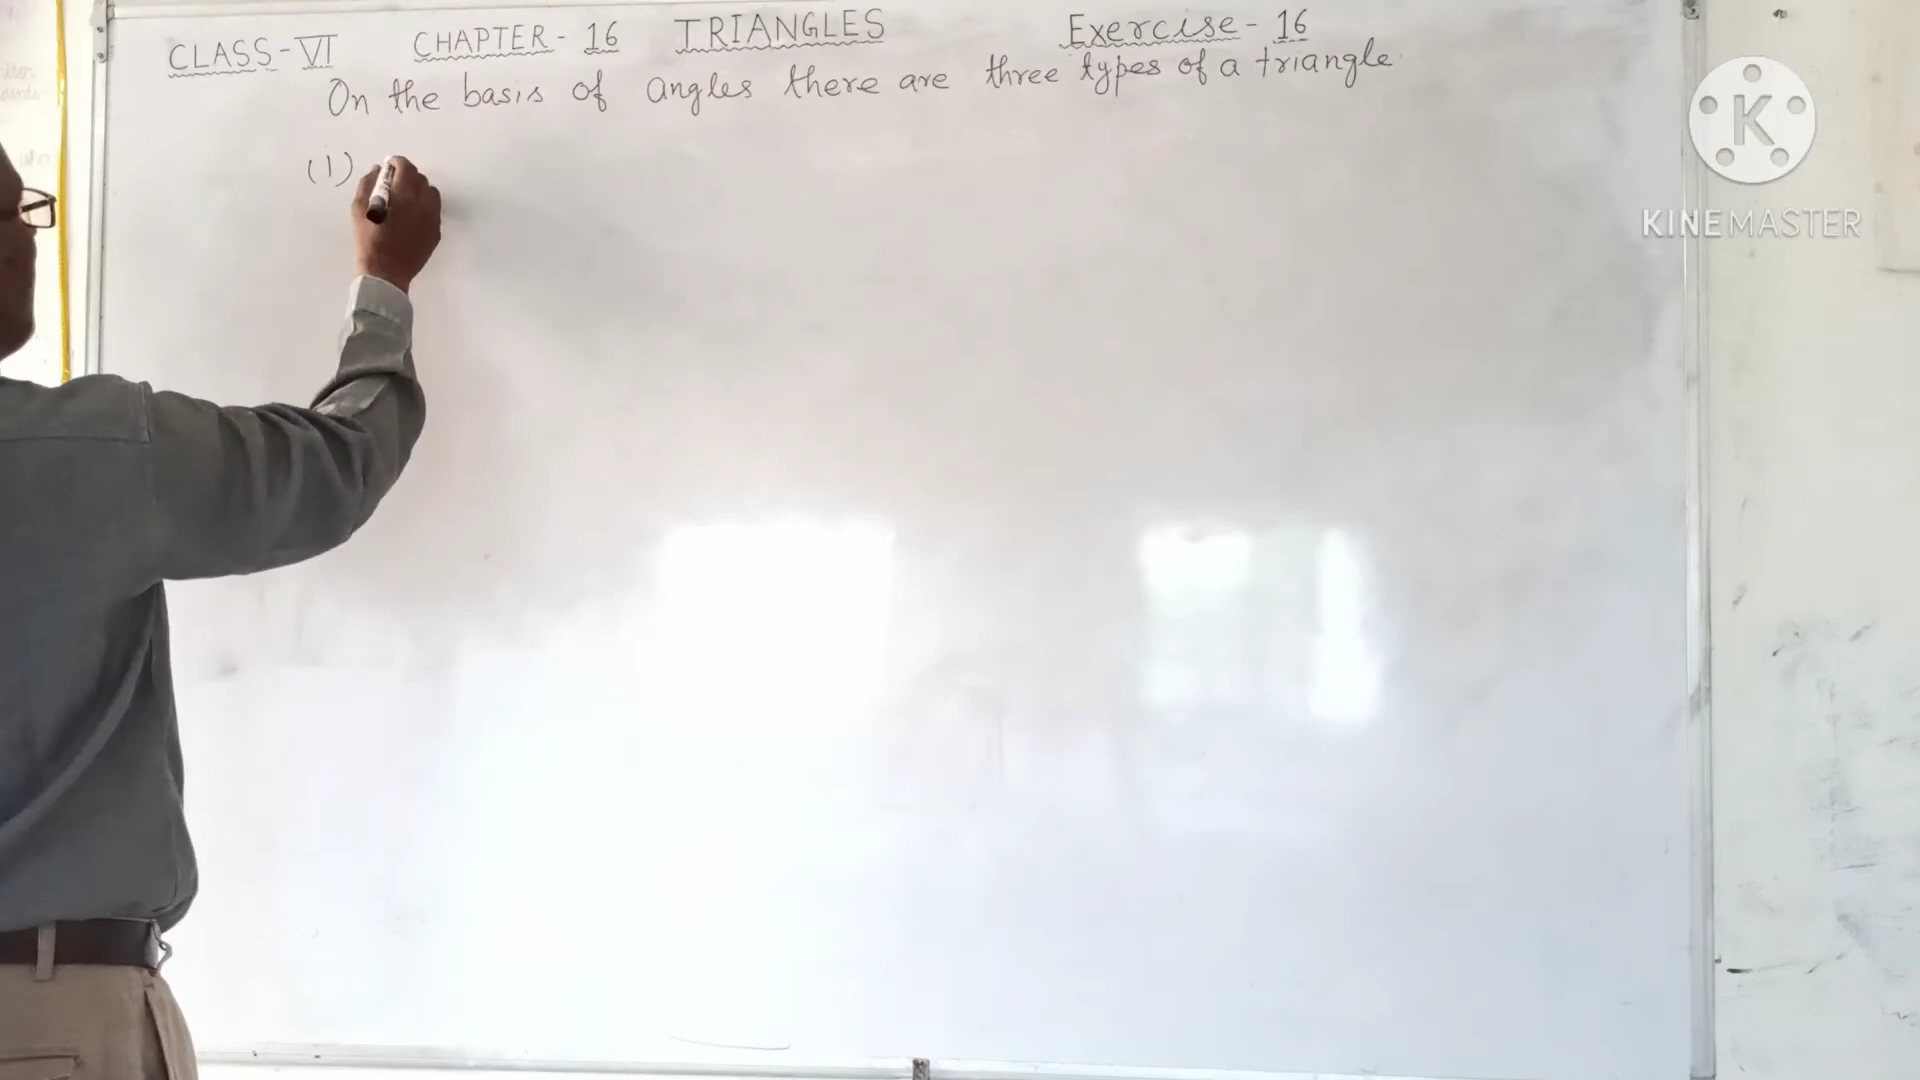 CLASS-VI CHAPTER-16 TRIANGLES Exercise-16
On the basis of angles there are three types of a triangle.
(1)
K
KINEMASTER